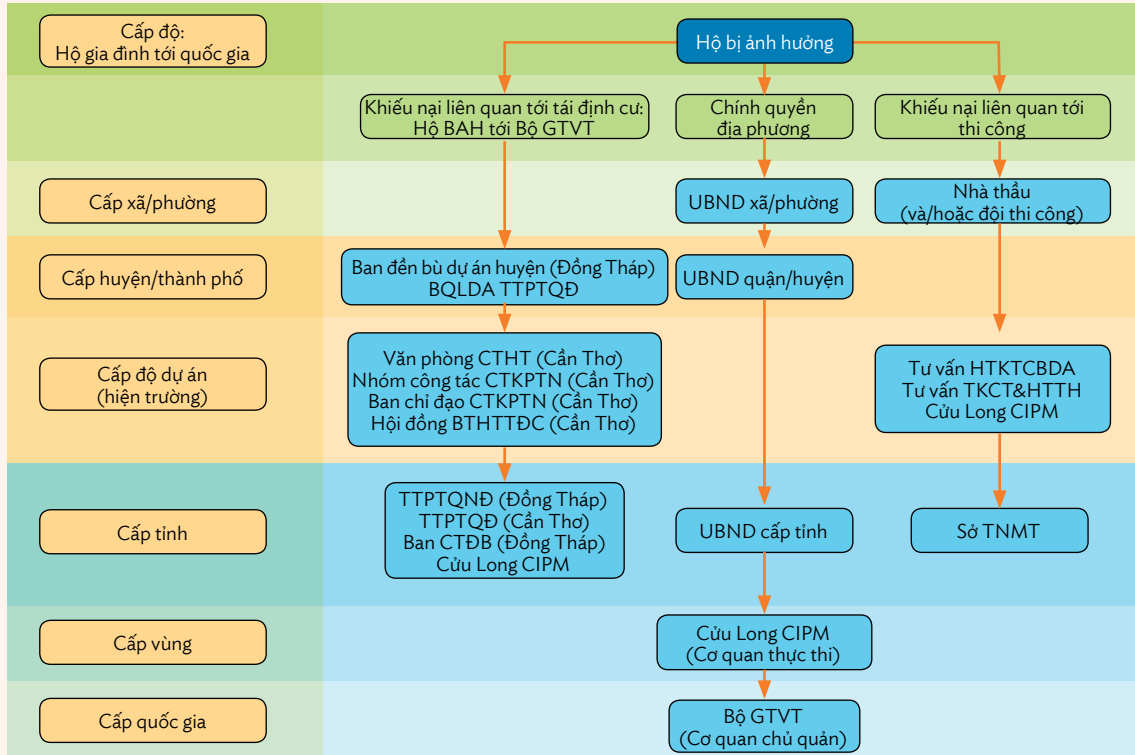 Cấp độ:
Hộ gia đình tới quốc gia
Hộ bị ảnh hưởng
Khiếu nại liên quan tới tái định cư:
Hộ BAH tới Bộ GTVT
Chính quyền
địa phương
Khiếu nại liên quan tới
thi công
Cấp xã/phường
UBND xã/phường
Nhà thầu
(và/hoặc đội thi công)
Cấp huyện/thành phố
Ban đền bù dự án huyện (Đồng Tháp)
BQLDA TTPTQĐ
UBND quận/huyện
Cấp độ dự án
(hiện trường)
Văn phòng CTHT (Cần Thơ)
Nhóm công tác CTKPTN (Cần Thơ)
Ban chỉ đạo CTKPTN (Cần Thơ)
Hội đồng BTHTTĐC (Cần Thơ)
Tư vấn HTKTCBDA
Tư vấn TKCT&HTTH
Cửu Long CIPM
Cấp tỉnh
TTPTQNĐ (Đồng Tháp)
TTPTQĐ (Cần Thơ)
Ban CTĐB (Đồng Tháp)
Cửu Long CIPM
UBND cấp tỉnh
Sở TNMT
Cấp vùng
Cửu Long CIPM
(Cơ quan thực thi)
Cấp quốc gia
Bộ GTVT
(Cơ quan chủ quản)